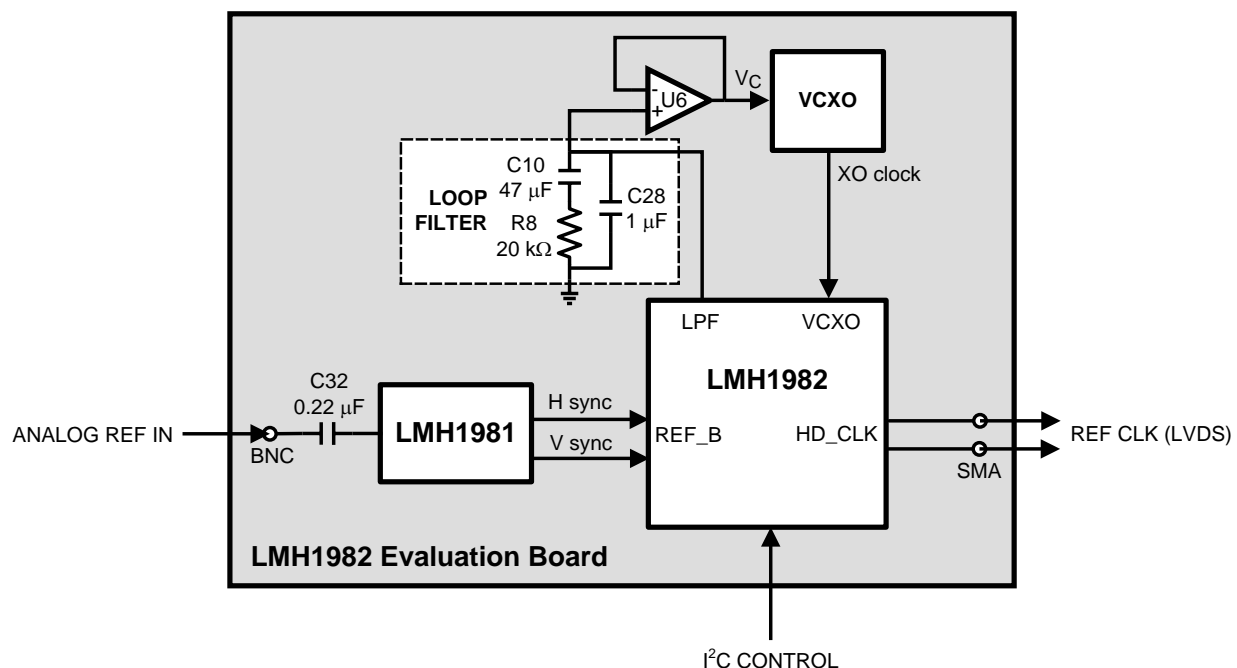 U6
-
+
VC
VCXO
XO clock
C10
47 μF
C28
1 μF
LOOP
FILTER
R8
20 kΩ
LPF
VCXO
LMH1982
C32
0.22 μF
H sync
ANALOG REF IN
BNC
LMH1981
REF_B
HD_CLK
REF CLK (LVDS)
V sync
SMA
LMH1982 Evaluation Board
I²C CONTROL